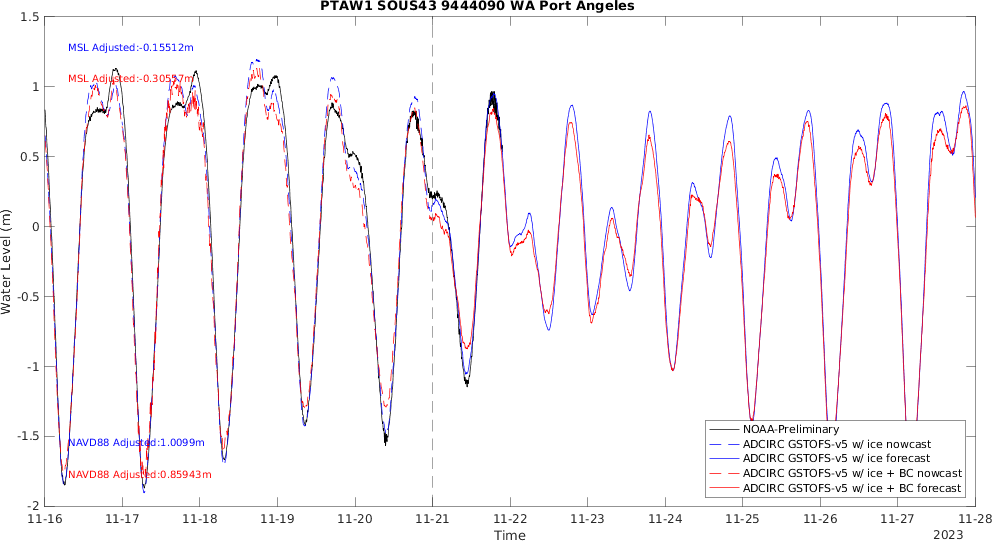 PTAW1 SOUS43 9444090 WA Port Angeles
1.5
1
0.5
0
-0.5
-1
-1.5
-2
Water Level (m)
MSL Adjusted:-0.15512m
MSL Adjusted:-0.30557m
NAVD88 Adjusted:1.0099m
NAVD88 Adjusted:0.85943m
NOAA-Preliminary
ADCIRC GSTOFS-v5 w/ ice nowcast
ADCIRC GSTOFS-v5 w/ ice forecast
ADCIRC GSTOFS-v5 w/ ice + BC nowcast
ADCIRC GSTOFS-v5 w/ ice + BC forecast
11-16 11-17 11-18 11-19 11-20 11-21 11-22 11-23 11-24 11-25 11-26 11-27 11-28
Time
2023